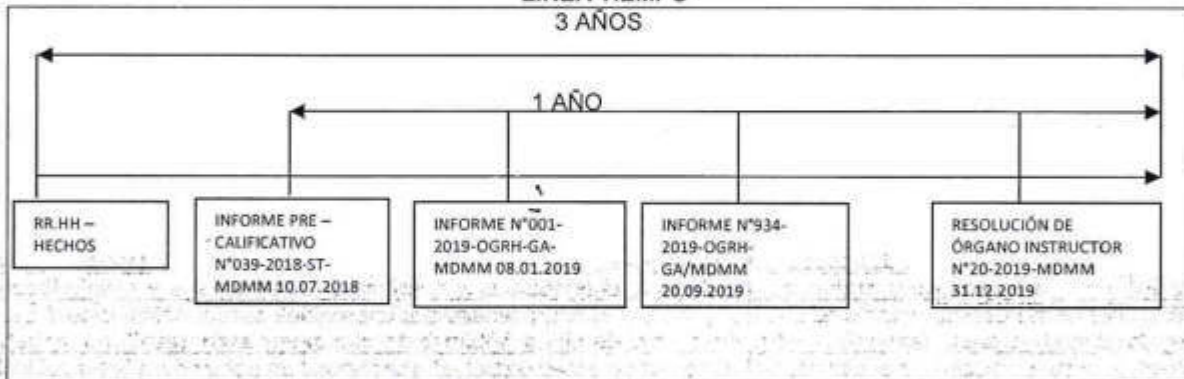 3 AÑOS
1 AÑO
RR.HH –
HECHOS
INFORME PRE –
CALIFICATIVO
N°039-2018-ST-
MDMM 10.07.2018
INFORME N°001-
2019-OGRH-GA-
MDMM 08.01.2019
INFORME N°934-
2019-OGRH-
GA/MDMM
20.09.2019
RESOLUCIÓN DE
ÓRGANO INSTRUCTOR
N°20-2019-MDMM
31.12.2019